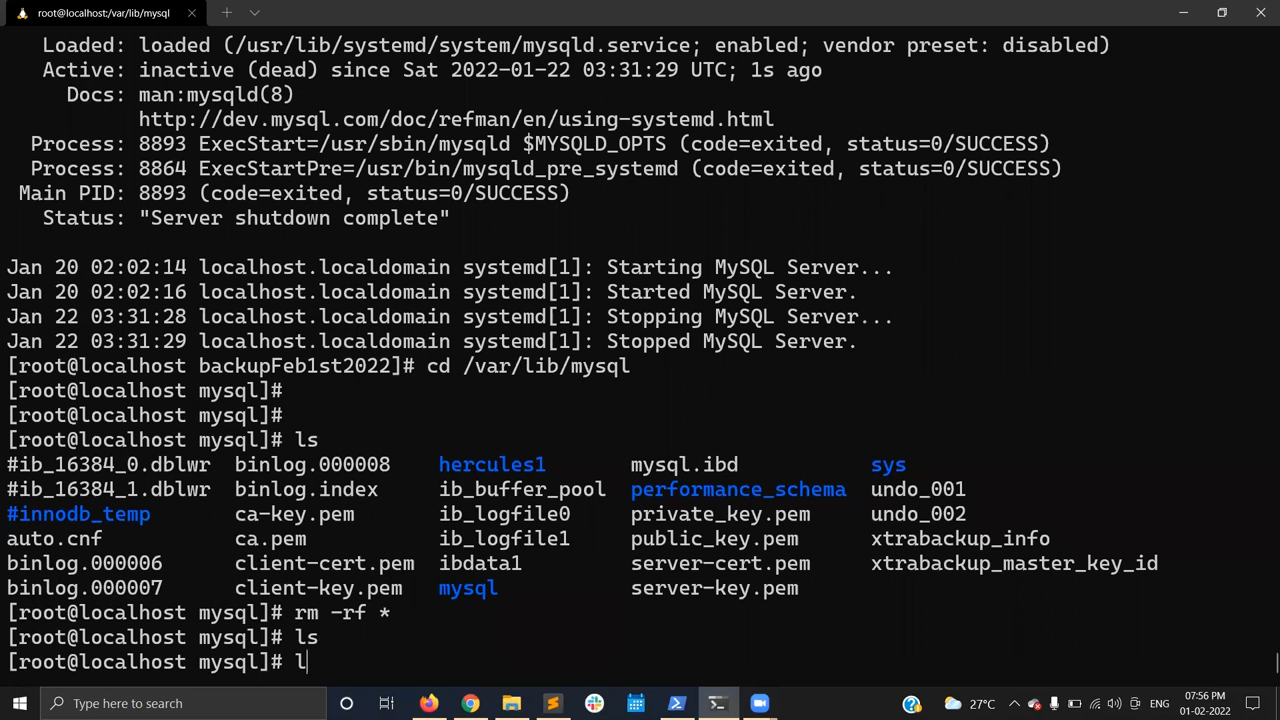 root@localhost:/var/lib/mysql
Loaded: loaded (/usr/lib/systemd/system/mysqld.service; enabled; vendor preset: disabled)
Active: inactive (dead) since Sat 2022-01-22 03:31:29 UTC; 1s ago
Docs: man:mysqld(8)
http://dev.mysql.com/doc/refman/en/using-systemd.html
Process: 8893 ExecStart=/usr/sbin/mysqld $MYSQLD_OPTS (code=exited, status=0/SUCCESS)
Process: 8864 ExecStartPre=/usr/bin/mysqld_pre_systemd (code=exited, status=0/SUCCESS)
Main PID: 8893 (code=exited, status=0/SUCCESS)
Status: "Server shutdown complete"
Jan 20 02:02:14 localhost.localdomain systemd[1]: Starting MySQL Server...
Jan 20 02:02:16 localhost.localdomain systemd[1]: Started MySQL Server.
Jan 22 03:31:28 localhost.localdomain systemd[1]: Stopping MySQL Server...
Jan 22 03:31:29 localhost.localdomain systemd[1]: Stopped MySQL Server.
[root@localhost backupFeb1st2022]# cd /var/lib/mysql
[root@localhost mysql]#
[root@localhost mysql]#
[root@localhost mysql]# ls
#ib_16384_0.dblwr binlog.000008 hercules1 mysql.ibd sys
#ib_16384_1.dblwr binlog.index ib_buffer_pool performance_schema undo_001
#innodb_temp ca-key.pem ib_logfile0 private_key.pem undo_002
auto.cnf ca.pem ib_logfile1 public_key.pem xtrabackup_info
binlog.000006 client-cert.pem ibdata1 server-cert.pem xtrabackup_master_key_id
binlog.000007 client-key.pem mysql server-key.pem
[root@localhost mysql]# rm -rf *
[root@localhost mysql]# ls
[root@localhost mysql]# l
Type here to search
27°C
ENG
07:56 PM
01-02-2022